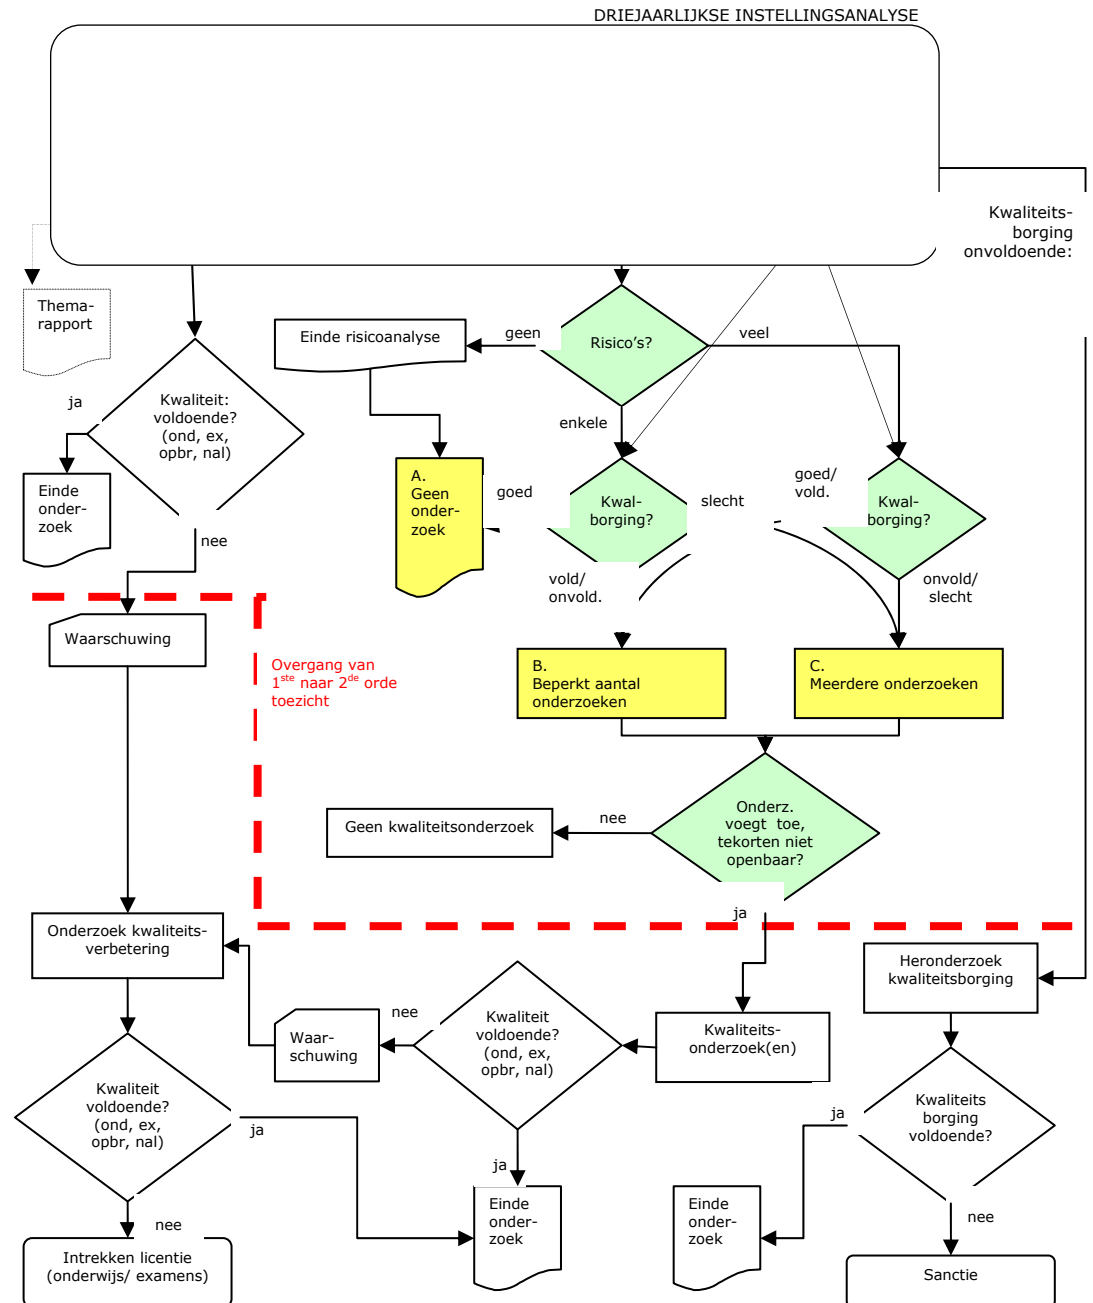 DRIEJAARLIJKSE INSTELLINGSANALYSE
Kwaliteits-
borging
onvoldoende:
Thema-
rapport
Einde risicoanalyse
geen
Risico's?
veel
ja
Kwaliteit:
voldoende?
(ond, ex,
opbr, nal)
enkele
Einde
onder-
zoek
nee
A.
Geen
onder-
zoek
goed
Kwal-
borging?
slecht
goed/
vold.
Kwal-
borging?
vold/
onvold.
onvold/
slecht
Waarschuwing
Overgang van
1ste naar 2de orde
toezicht
B.
Beperkt aantal
onderzoeken
C.
Meerdere onderzoeken
Geen kwaliteitsonderzoek
nee
Onderz.
voegt toe,
tekorten niet
openbaar?
ja
Onderzoek kwaliteits-
verbetering
Heronderzoek
kwaliteitsborging
Waar-
schuwing
nee
Kwaliteit
voldoende?
(ond, ex,
opbr, nal)
Kwaliteits-
onderzoek(en)
Kwaliteit
voldoende?
(ond, ex,
opbr, nal)
ja
ja
Kwaliteits
borging
voldoende?
ja
Einde
onder-
zoek
Einde
onder-
zoek
nee
nee
Intrekken licentie
(onderwijs/ examens)
Sanctie